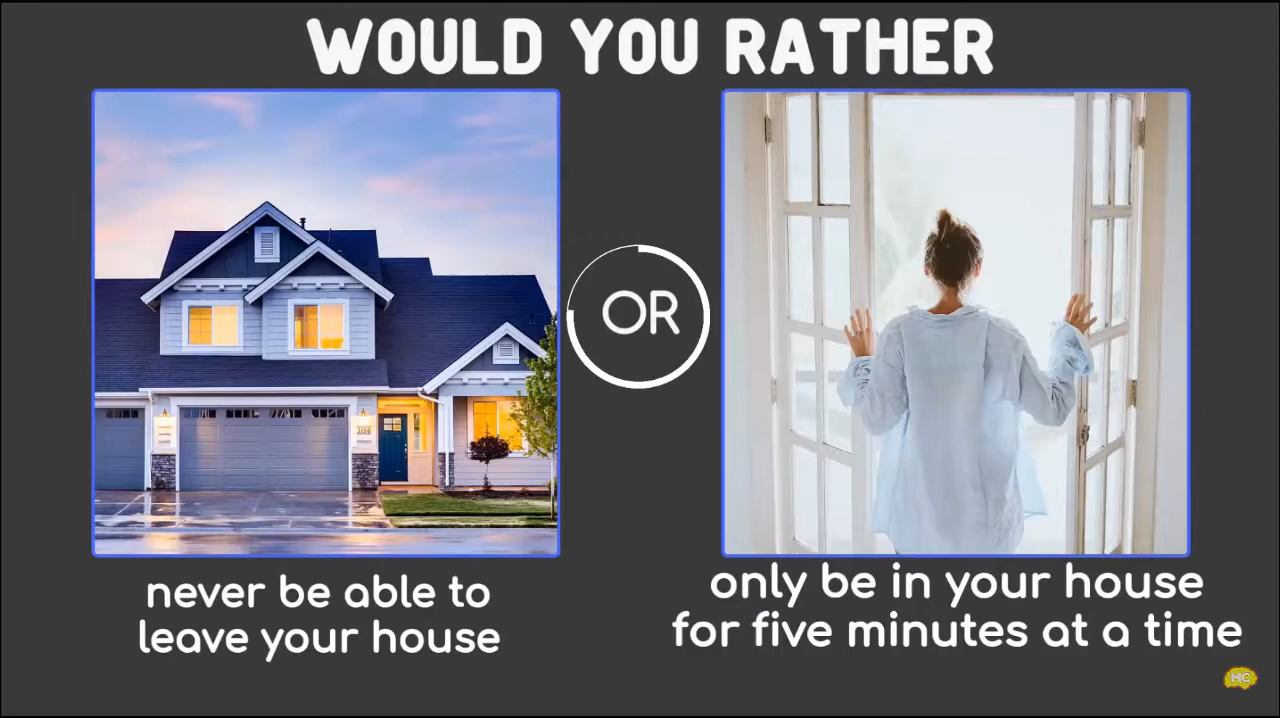 WOULD YOU RATHER
OR
never be able to
leave your house
only be in your house
for five minutes at a time
MC